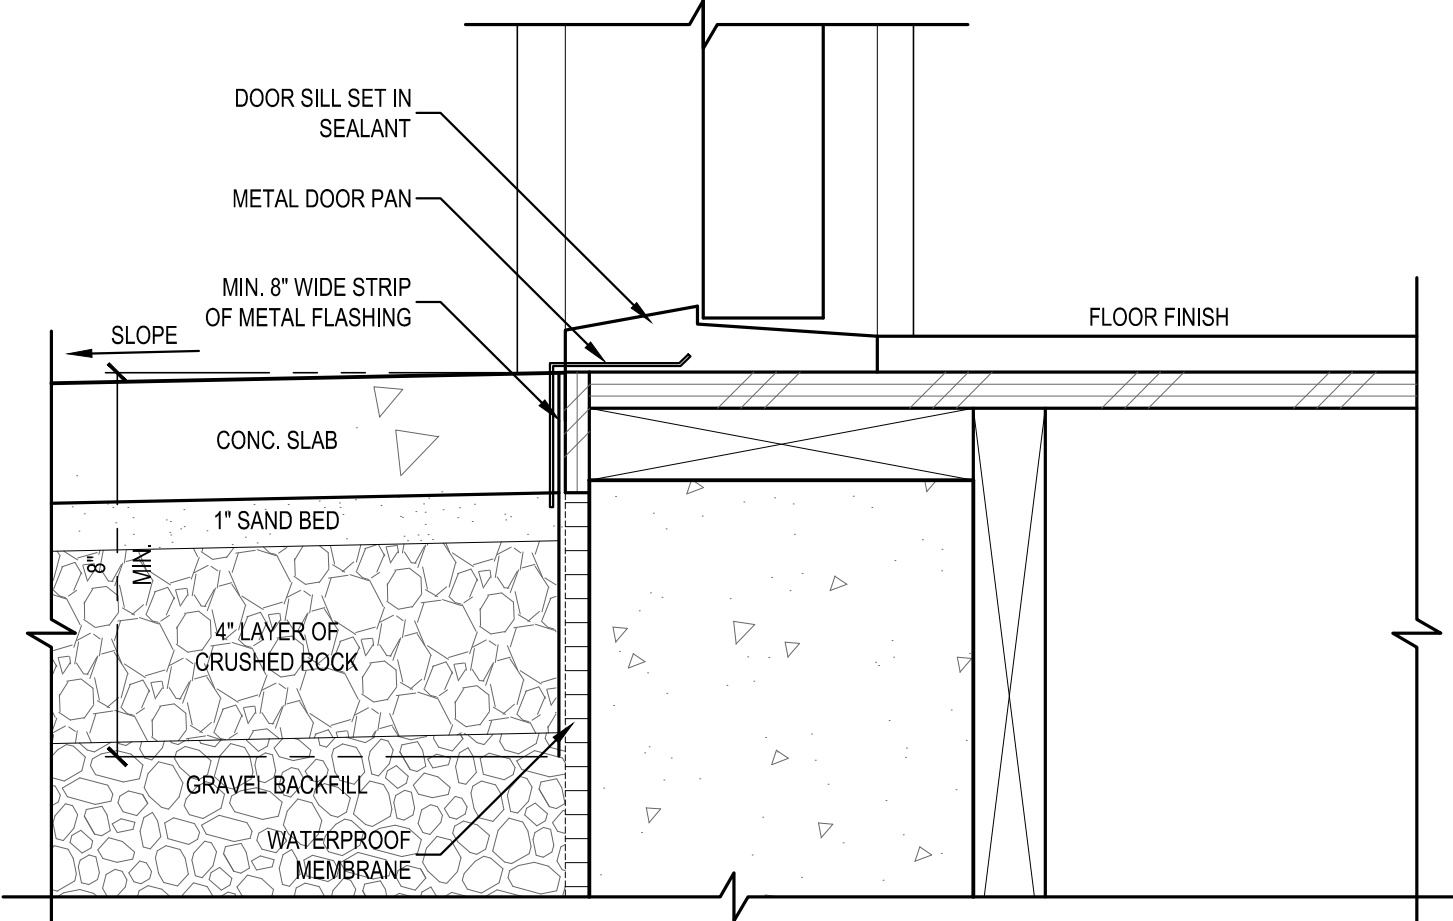 DOOR SILL SET IN
SEALANT
METAL DOOR PAN
MIN. 8" WIDE STRIP
OF METAL FLASHING
SLOPE
FLOOR FINISH
CONC. SLAB
1" SAND BED
8"
MIN.
4" LAYER OF
CRUSHED ROCK
GRAVEL BACKFILL
WATERPROOF
MEMBRANE